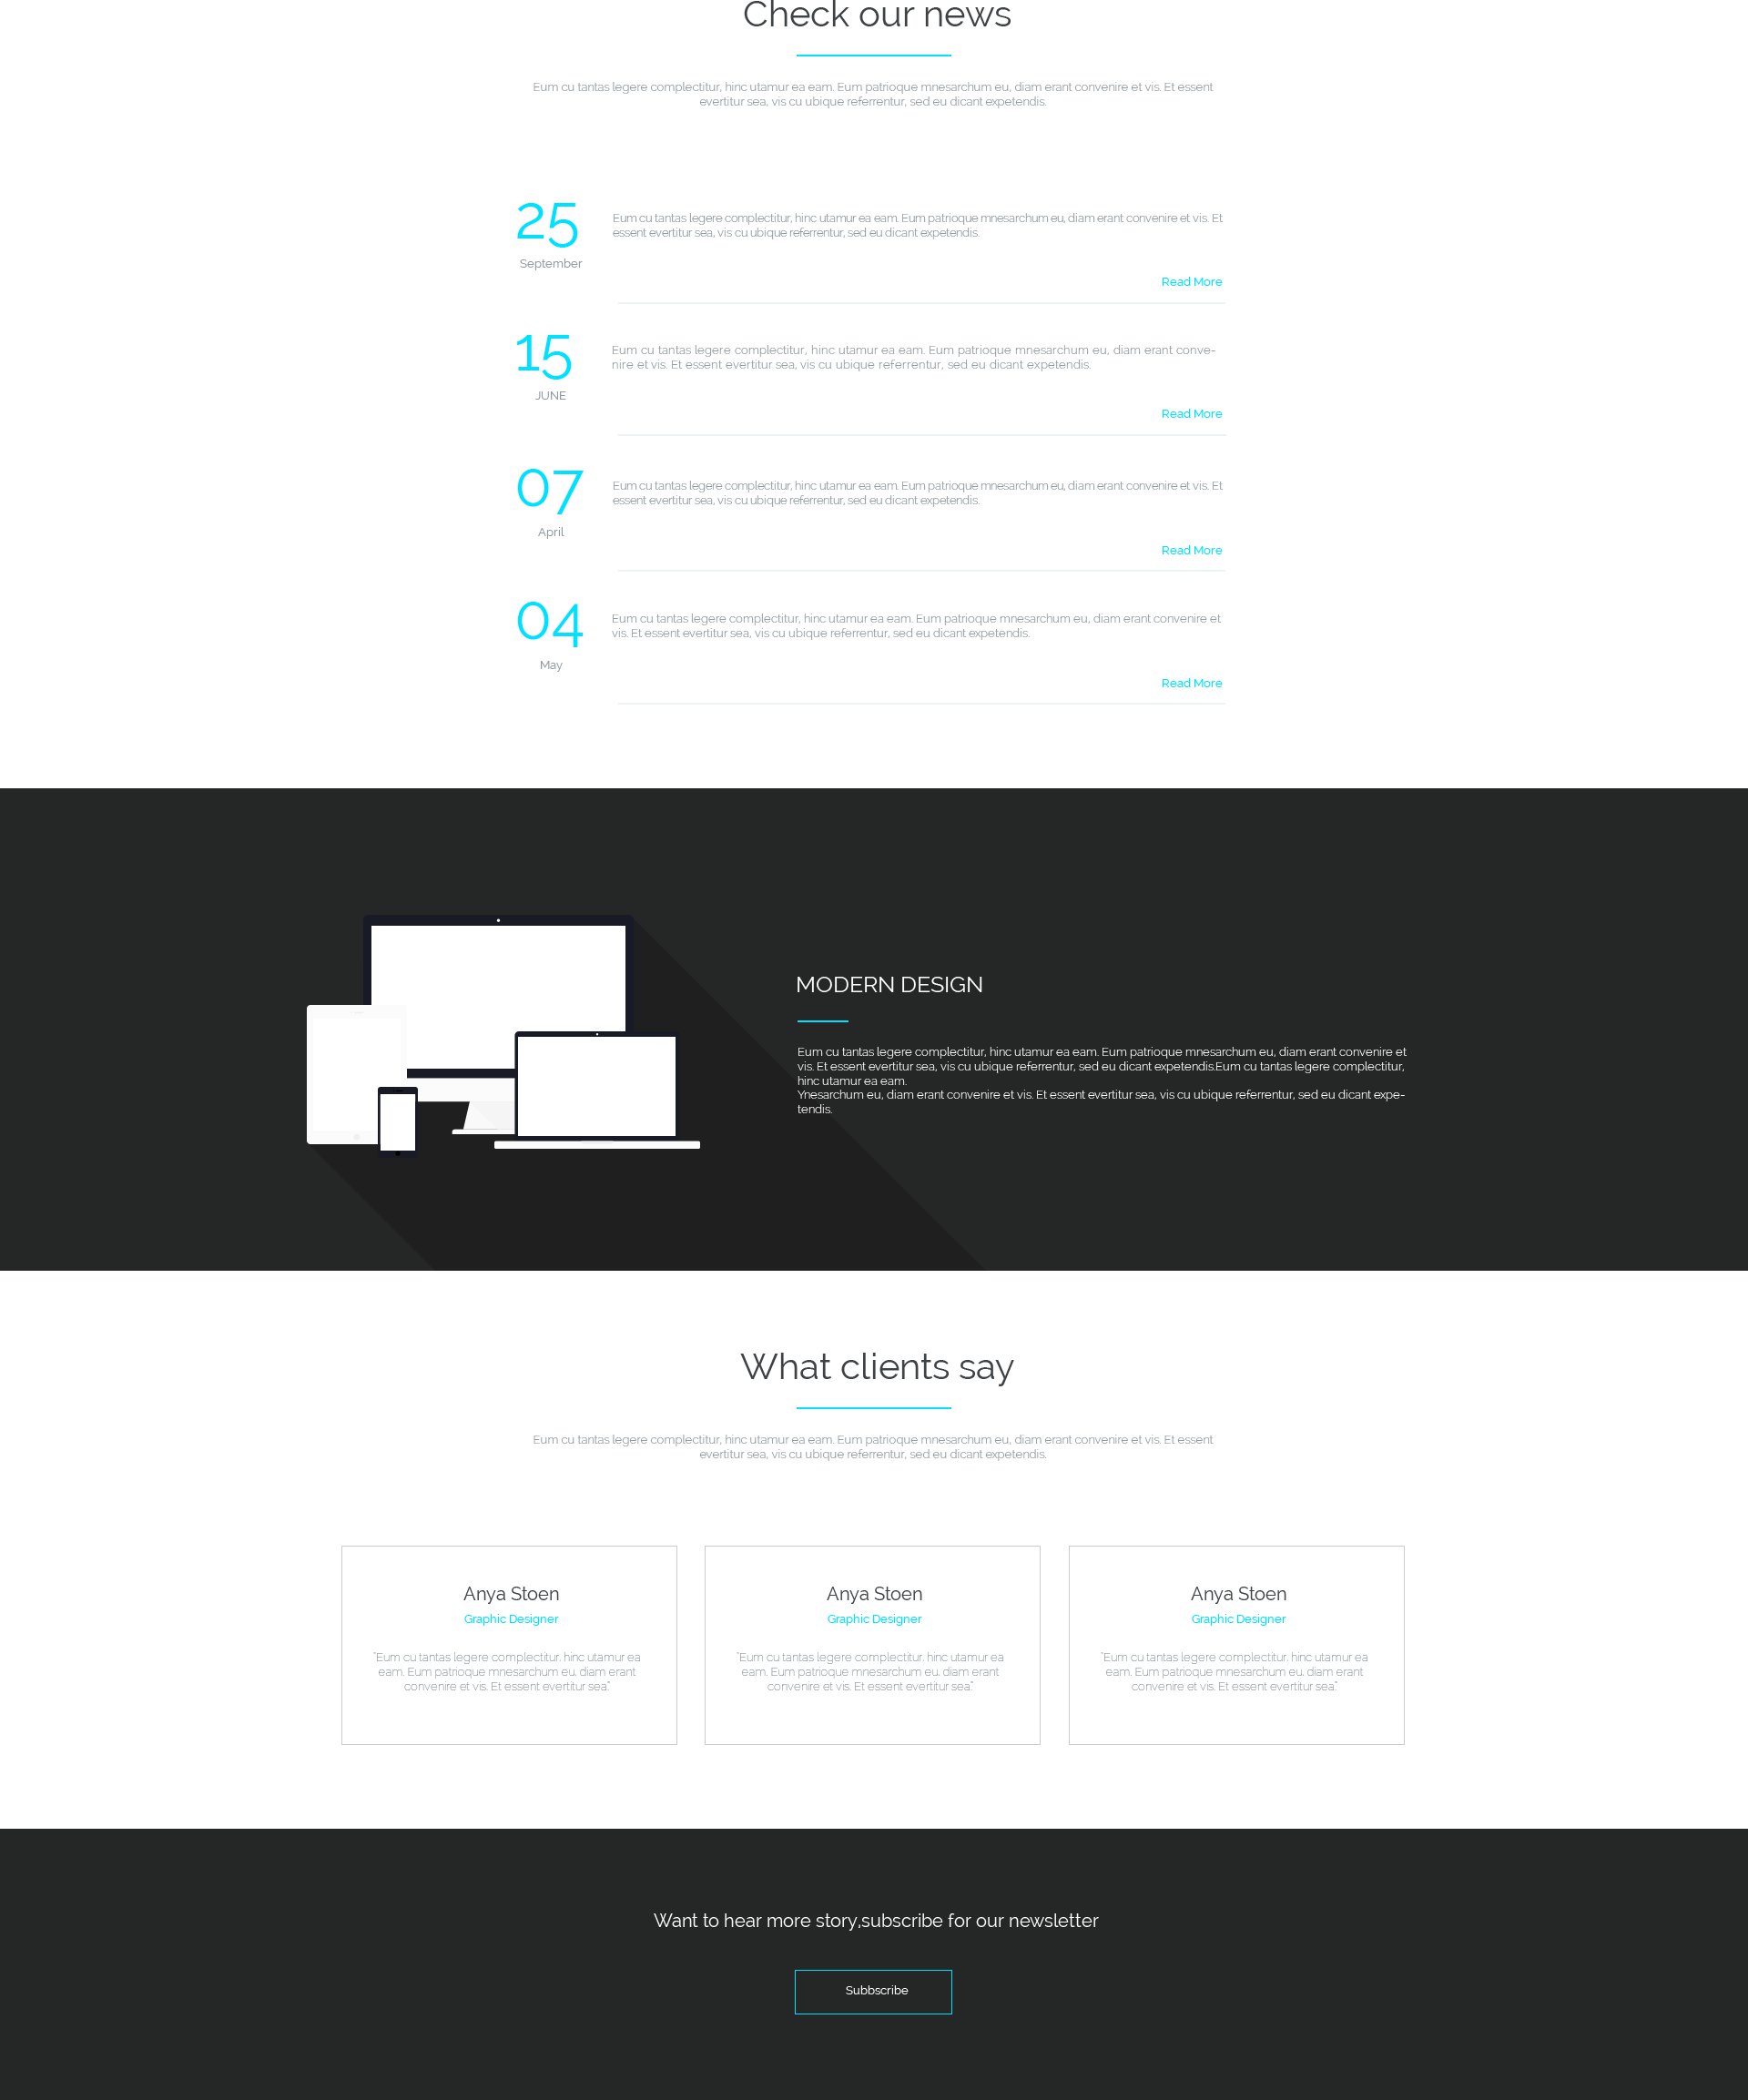 Check our news
Eum cu tantas legere complectitur, hinc utamur ea eam. Eum patrioque mnesarchum eu, diam erant convenire et vis. Et essent
evertitur sea, vis cu ubique referrentur, sed eu dicant expetendis.
25
September
Eum cu tantas legere complectitur, hinc utamur ea eam. Eum patrioque mnesarchum eu, diam erant convenire et vis. Et
essent evertitur sea, vis cu ubique referrentur, sed eu dicant expetendis.
Read More
15
JUNE
Eum cu tantas legere complectitur, hinc utamur ea eam. Eum patrioque mnesarchum eu, diam erant conve-
nire et vis. Et essent evertitur sea, vis cu ubique referrentur, sed eu dicant expetendis.
Read More
07
April
Eum cu tantas legere complectitur, hinc utamur ea eam. Eum patrioque mnesarchum eu, diam erant convenire et vis. Et
essent evertitur sea, vis cu ubique referrentur, sed eu dicant expetendis.
Read More
04
May
Eum cu tantas legere complectitur, hinc utamur ea eam. Eum patrioque mnesarchum eu, diam erant convenire et
vis. Et essent evertitur sea, vis cu ubique referrentur, sed eu dicant expetendis.
Read More
MODERN DESIGN
Eum cu tantas legere complectitur, hinc utamur ea eam. Eum patrioque mnesarchum eu, diam erant convenire et
vis. Et essent evertitur sea, vis cu ubique referrentur, sed eu dicant expetendis.Eum cu tantas legere complectitur,
hinc utamur ea eam.
Ynesarchum eu, diam erant convenire et vis. Et essent evertitur sea, vis cu ubique referrentur, sed eu dicant expe-
tendis.
What clients say
Eum cu tantas legere complectitur, hinc utamur ea eam. Eum patrioque mnesarchum eu, diam erant convenire et vis. Et essent
evertitur sea, vis cu ubique referrentur, sed eu dicant expetendis.
Anya Stoen
Graphic Designer
"Eum cu tantas legere complectitur, hinc utamur ea
eam. Eum patrioque mnesarchum eu, diam erant
convenire et vis. Et essent evertitur sea."
Anya Stoen
Graphic Designer
"Eum cu tantas legere complectitur, hinc utamur ea
eam. Eum patrioque mnesarchum eu, diam erant
convenire et vis. Et essent evertitur sea."
Anya Stoen
Graphic Designer
"Eum cu tantas legere complectitur, hinc utamur ea
eam. Eum patrioque mnesarchum eu, diam erant
convenire et vis. Et essent evertitur sea."
Want to hear more story,subscribe for our newsletter
Subbscribe